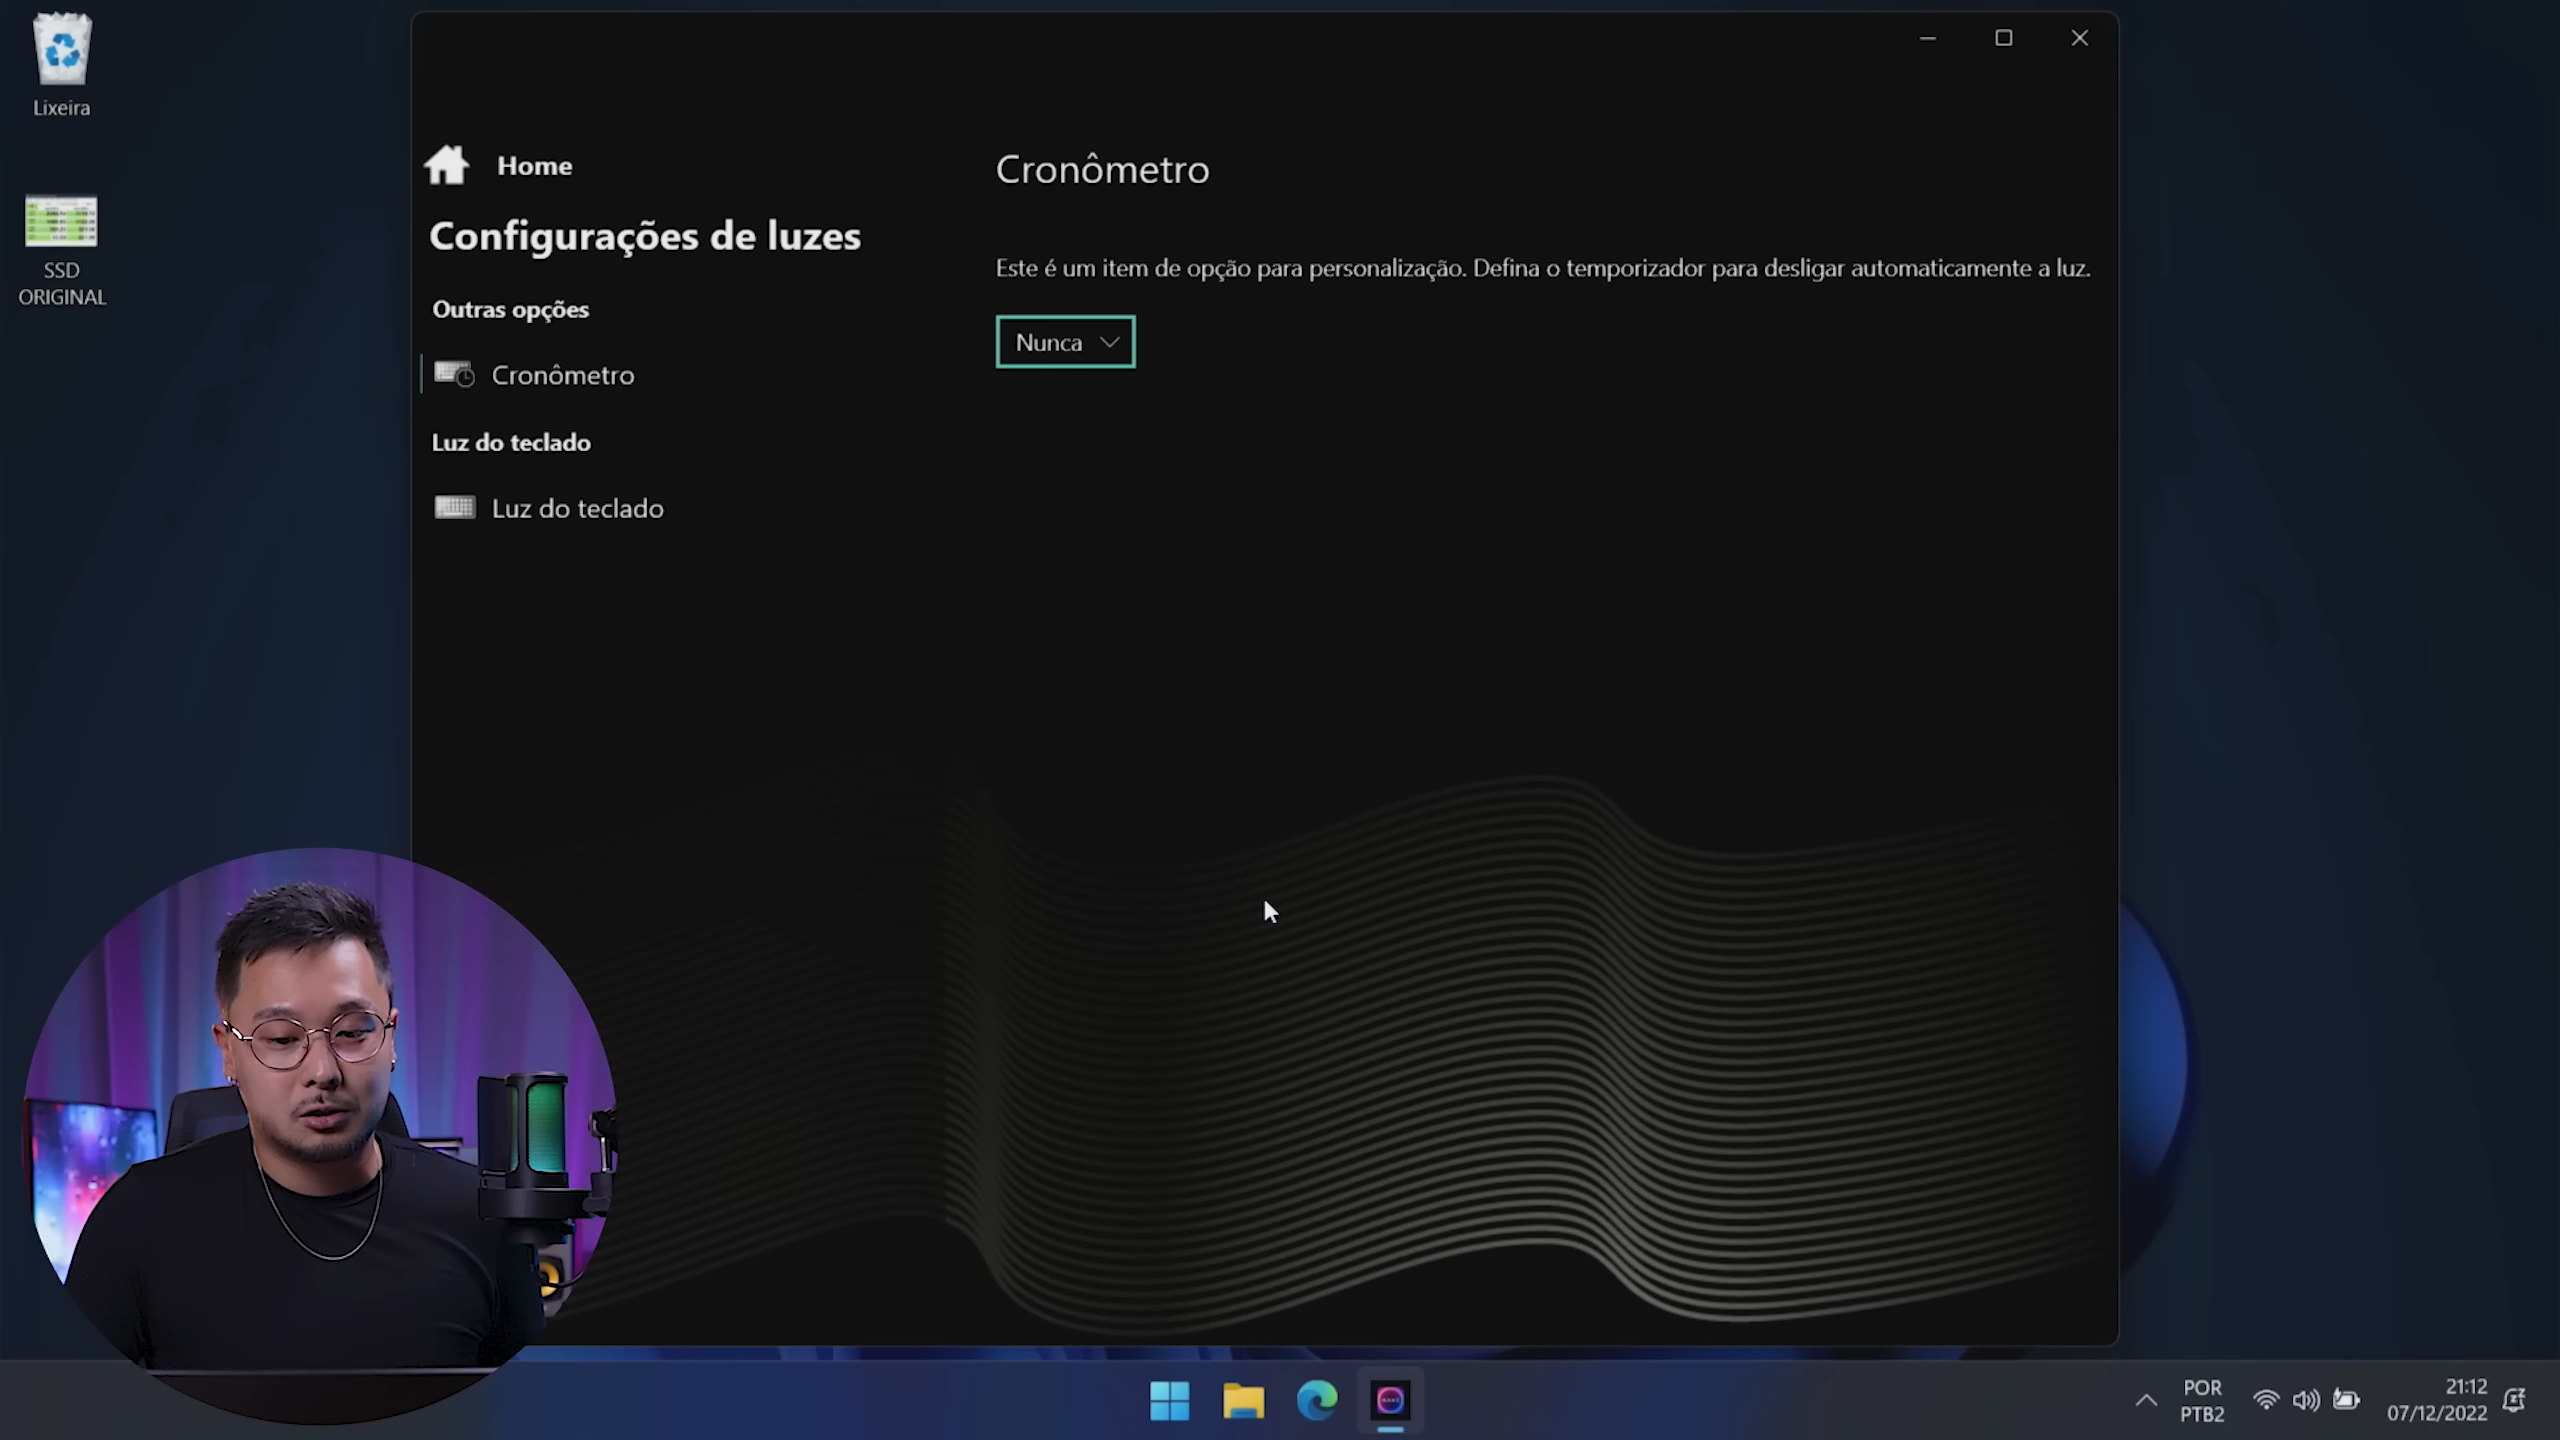 Lixeira
SSD
ORIGINAL
Home
Configurações de luzes
Outras opções
Cronômetro
Luz do teclado
Luz do teclado
Cronômetro
Este é um item de opção para personalização. Defina o temporizador para desligar automaticamente a luz.
Nunca
POR
PTB2
21:12
07/12/2022